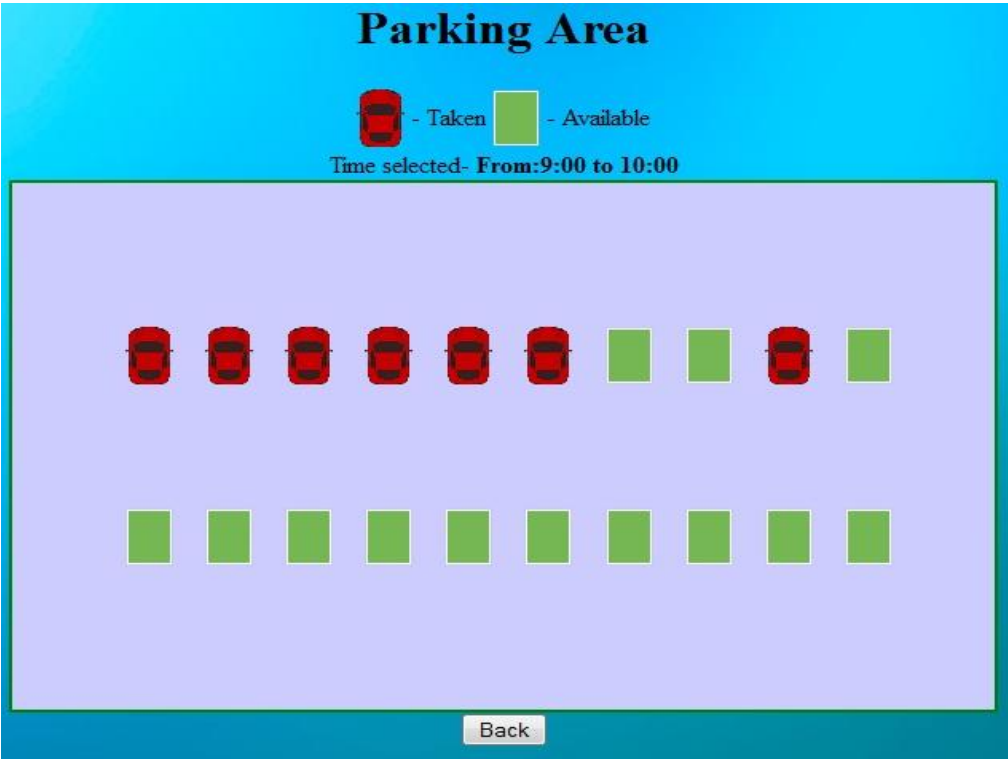 Parking Area
- Taken - Available
Time selected- From:9:00 to 10:00
Back